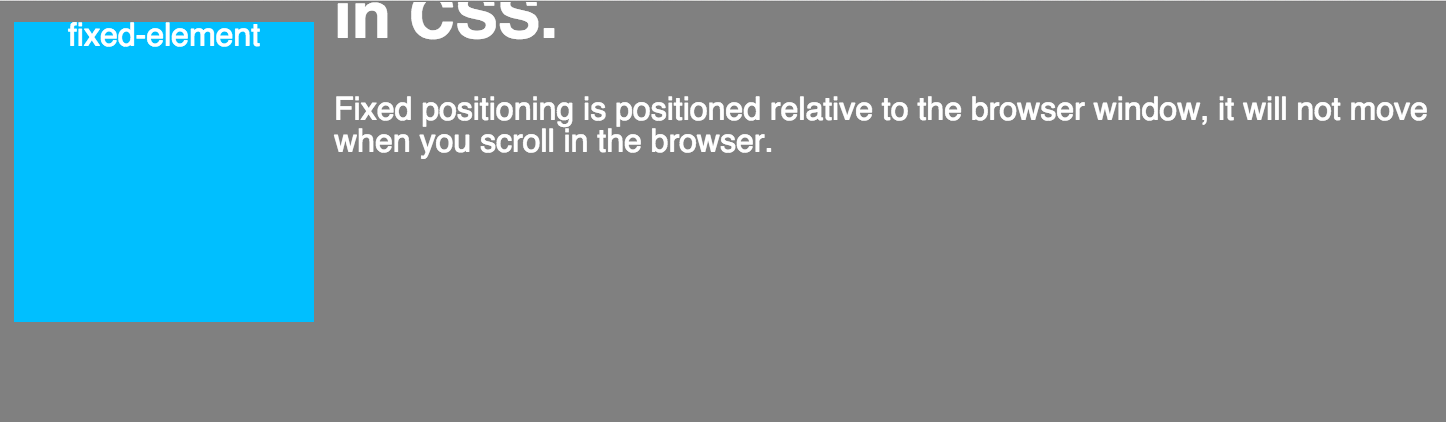 in CSS.
fixed-element
Fixed positioning is positioned relative to the browser window, it will not move
when you scroll in the browser.